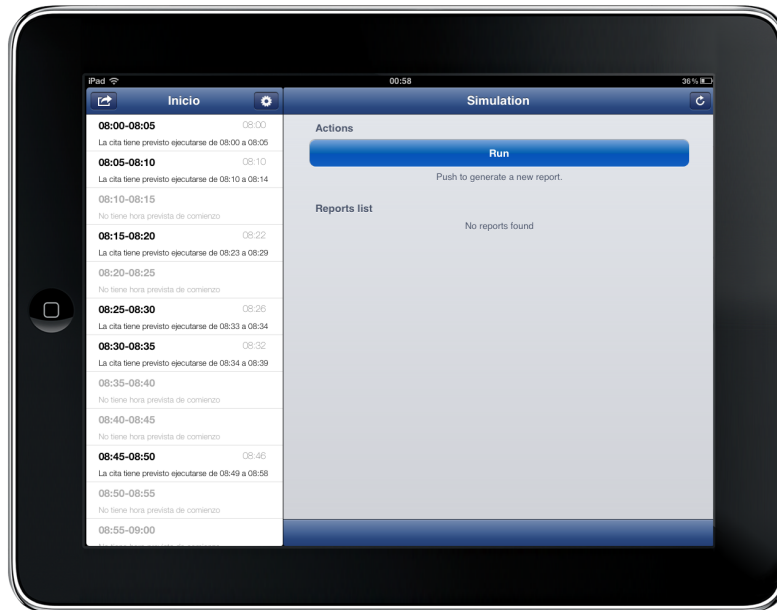 iPad
00:58
36%
Inicio
Simulation
08:00-08:05 08:00
La cita tiene previsto ejecutarse de 08:00 a 08:05
08:05-08:10 08:10
La cita tiene previsto ejecutarse de 08:10 a 08:14
08:10-08:15
No tiene hora prevista de comienzo
08:15-08:20 08:22
La cita tiene previsto ejecutarse de 08:23 a 08:29
08:20-08:25
No tiene hora prevista de comienzo
08:25-08:30 08:26
La cita tiene previsto ejecutarse de 08:33 a 08:34
08:30-08:35 08:32
La cita tiene previsto ejecutarse de 08:34 a 08:39
08:35-08:40
No tiene hora prevista de comienzo
08:40-08:45
No tiene hora prevista de comienzo
08:45-08:50 08:46
La cita tiene previsto ejecutarse de 08:49 a 08:58
08:50-08:55
No tiene hora prevista de comienzo
08:55-09:00
Actions
Run
Push to generate a new report.
Reports list
No reports found